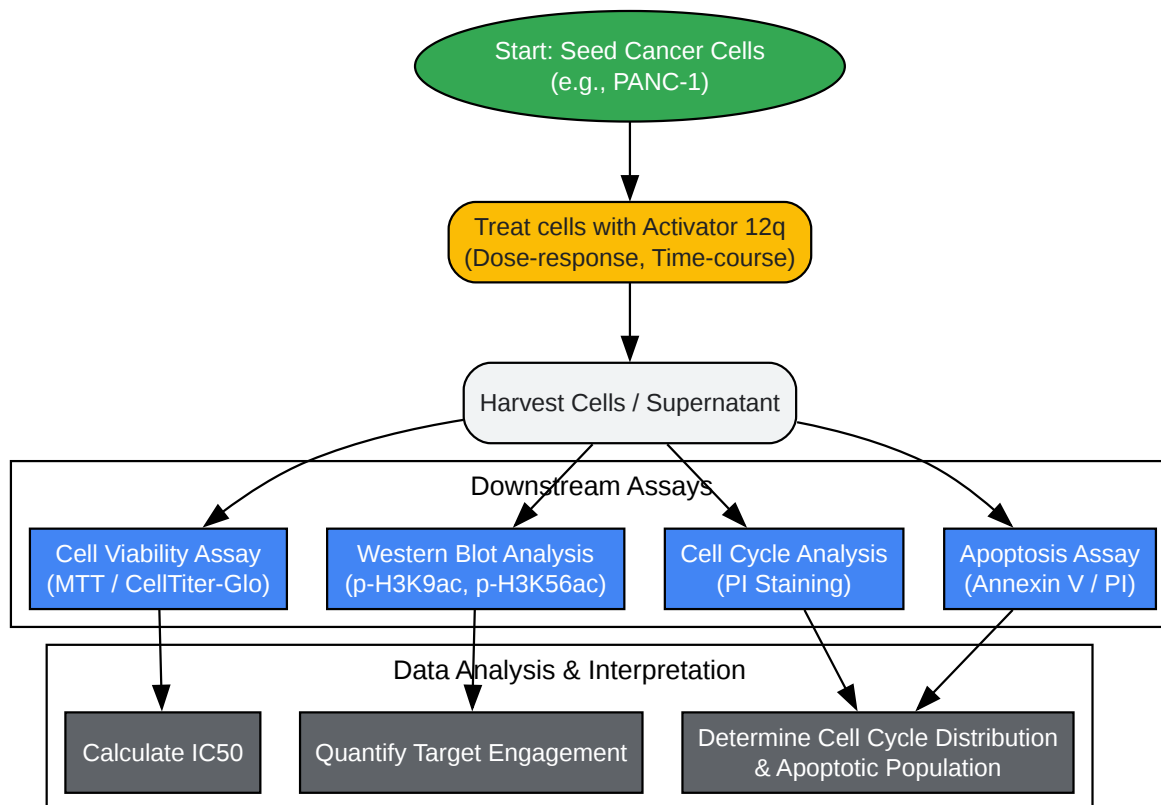 Start: Seed Cancer Cells
(e.g., PANC-1)
Treat cells with Activator 12q
(Dose-response, Time-course)
Harvest Cells / Supernatant
Downstream Assays
Cell Viability Assay
(MTT / CellTiter-Glo)
Western Blot Analysis
(p-H3K9ac, p-H3K56ac)
Cell Cycle Analysis
(PI Staining)
Apoptosis Assay
(Annexin V / PI)
Data Analysis & Interpretation
Calculate IC50
Quantify Target Engagement
Determine Cell Cycle Distribution
& Apoptotic Population